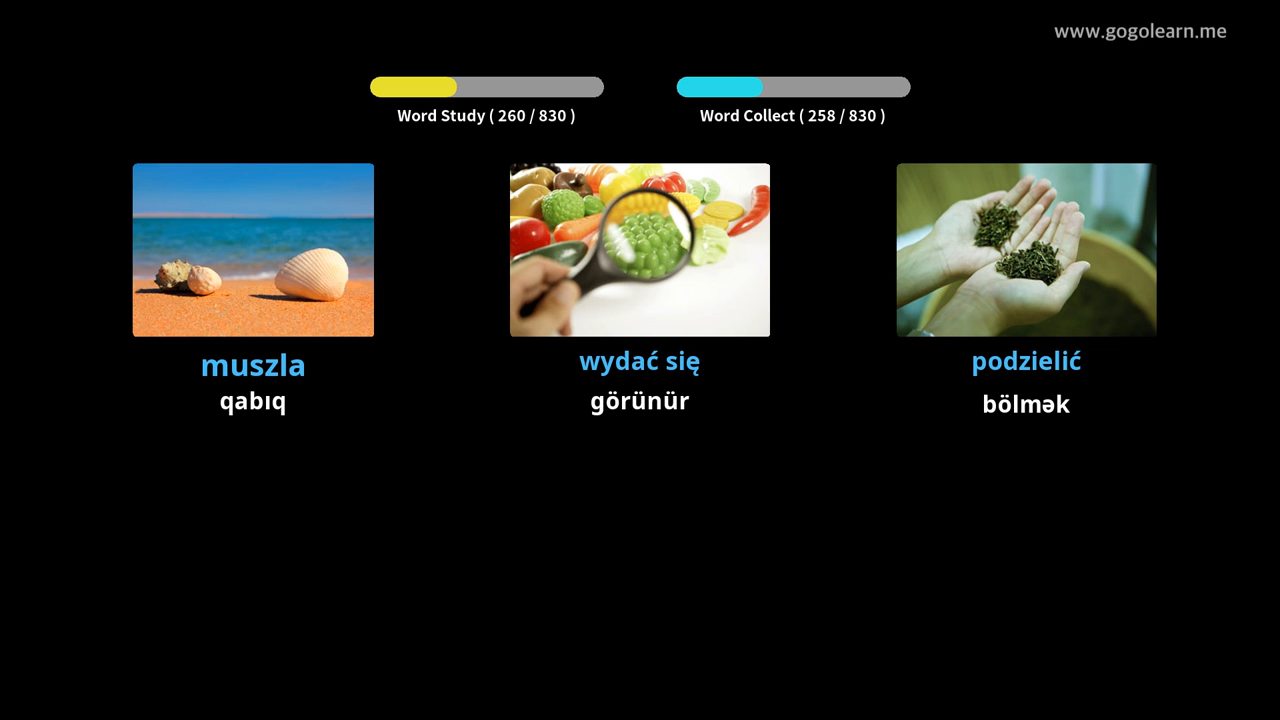 www.gogolearn.me
Word Study ( 260 / 830 )
Word Collect ( 258 / 830 )
muszla
qabıq
wydać się
görünür
podzielić
bölmək